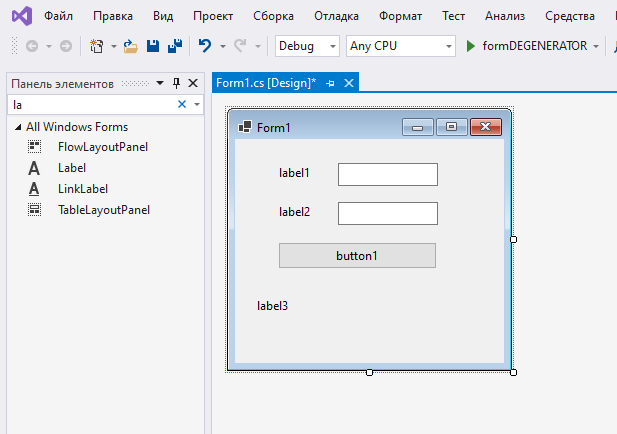 Файл Правка Вид Проект Сборка Отладка Формат Тест Анализ Средства
Debug Any CPU formDEGENERATOR
Панель элементов
Form1.cs [Design]*
la
All Windows Forms
FlowLayoutPanel
A Label
A LinkLabel
TableLayoutPanel
Form1
label1
label2
button1
label3